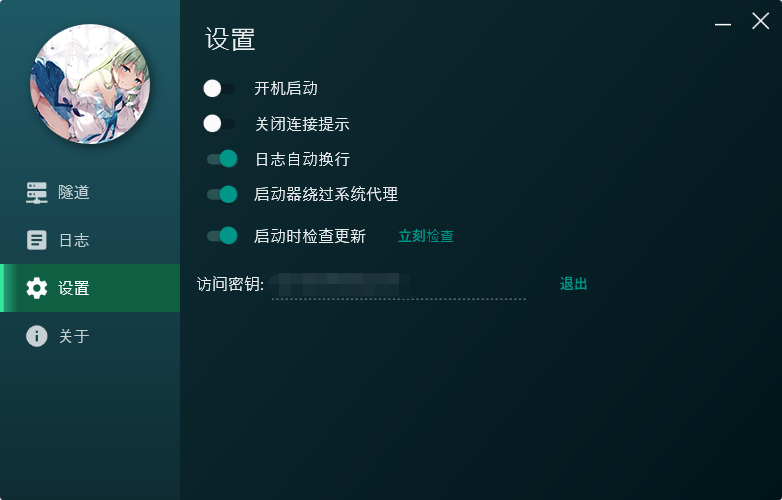 隧道
日志
设置
关于
设置
开机启动
关闭连接提示
日志自动换行
启动器绕过系统代理
启动时检查更新 立刻检查
访问密钥: 退出